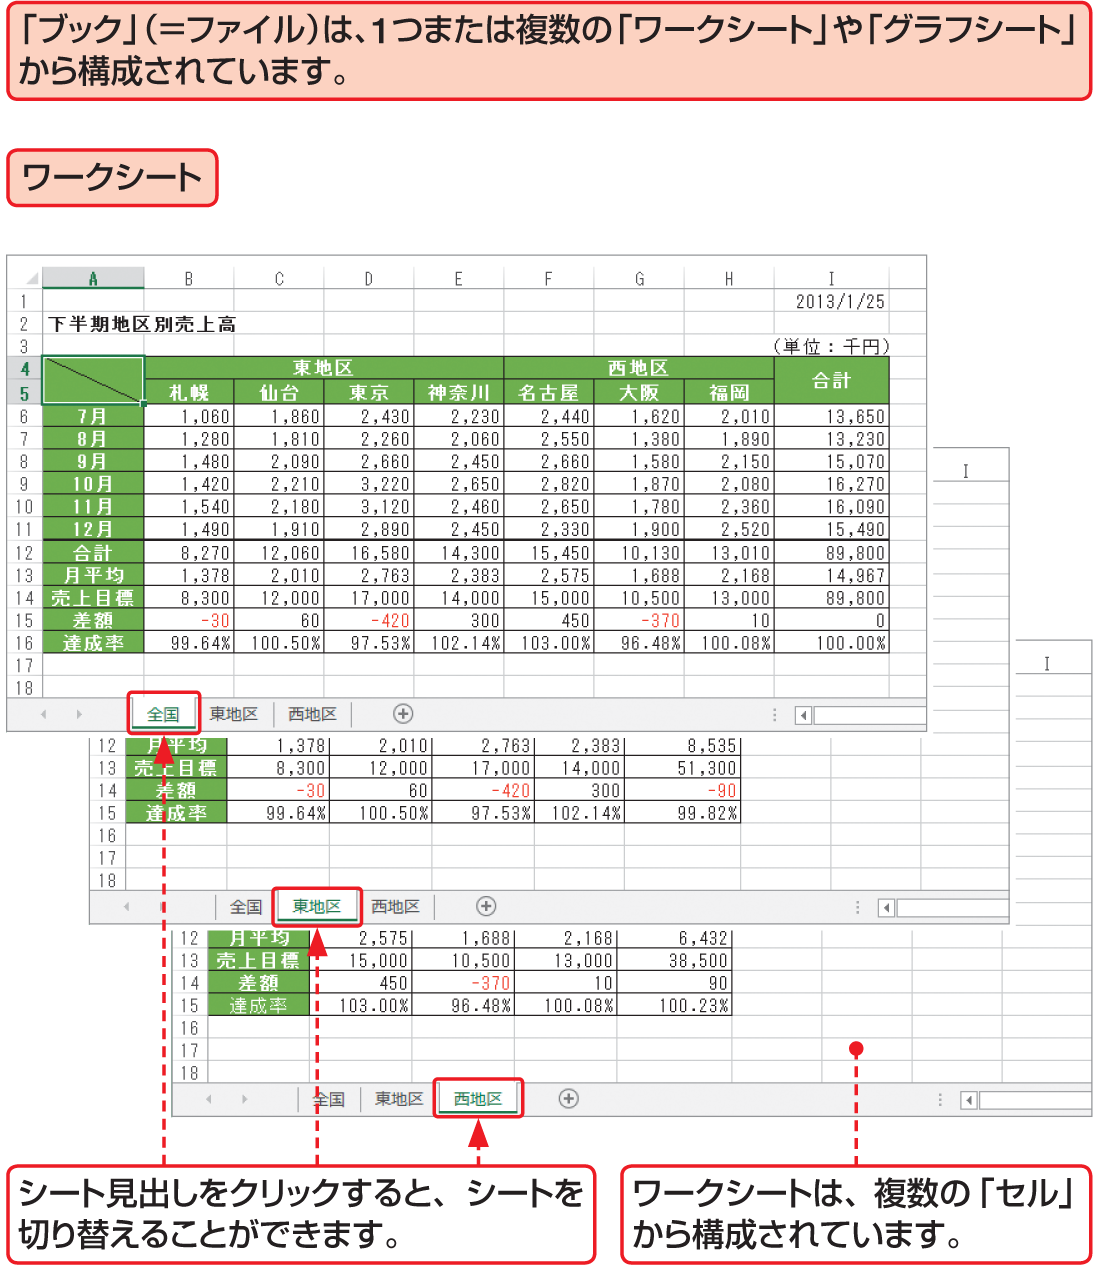 「ブック」（＝ファイル）は、1つまたは複数の「ワークシート」や「グラフシート」
から構成されています。
ワークシート
A B C D E F G H I
1 2013/1/25
2 下半期地区別売上高
3 （単位：千円）
4 東地区 西地区 合計
5 札幌 仙台 東京 神奈川 名古屋 大阪 福岡
6 7月 1,060 1,860 2,430 2,230 2,440 1,620 2,010 13,650
7 8月 1,280 1,810 2,260 2,060 2,550 1,380 1,890 13,230
8 9月 1,480 2,090 2,660 2,450 2,660 1,580 2,150 15,070
9 10月 1,420 2,210 3,220 2,650 2,820 1,870 2,080 16,270
10 11月 1,540 2,180 3,120 2,460 2,650 1,780 2,360 16,090
11 12月 1,490 1,910 2,890 2,450 2,330 1,900 2,520 15,490
12 合計 8,270 12,060 16,580 14,300 15,450 10,130 13,010 89,800
13 月平均 1,378 2,010 2,763 2,383 2,575 1,688 2,168 14,967
14 売上目標 8,300 12,000 17,000 14,000 15,000 10,500 13,000 89,800
15 差額 -30 60 -420 300 450 -370 10 0
16 達成率 99.64% 100.50% 97.53% 102.14% 103.00% 96.48% 100.08% 100.00%
17
18
全国 東地区 西地区
I
12 月平均 1,378 2,010 2,763 2,383 8,535
13 売上目標 8,300 12,000 17,000 14,000 51,300
14 差額 -30 60 -420 300 -90
15 達成率 99.64% 100.50% 97.53% 102.14% 99.82%
16
17
18
全国 東地区 西地区
I
12 月平均 2,575 1,688 2,168 6,432
13 売上目標 15,000 10,500 13,000 38,500
14 差額 450 -370 10 90
15 達成率 103.00% 96.48% 100.08% 100.23%
16
17
18
全国 東地区 西地区
シート見出しをクリックすると、シートを
切り替えることができます。
ワークシートは、複数の「セル」
から構成されています。